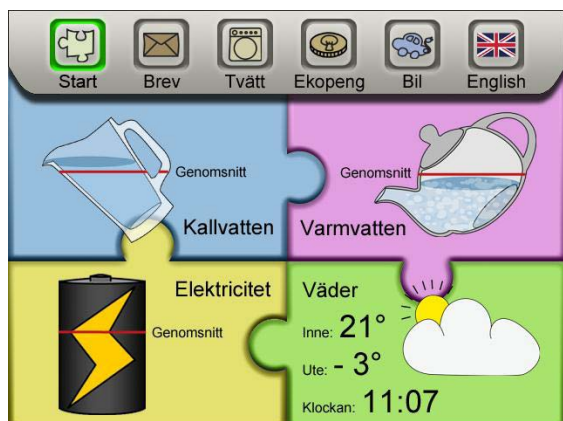 Start Brev Tvätt Ekopeng Bil English
Genomsnitt
Kallvatten
Genomsnitt
Varmvatten
Elektricitet
Genomsnitt
Väder
Inne: 21°
Ute: - 3°
Klockan: 11:07